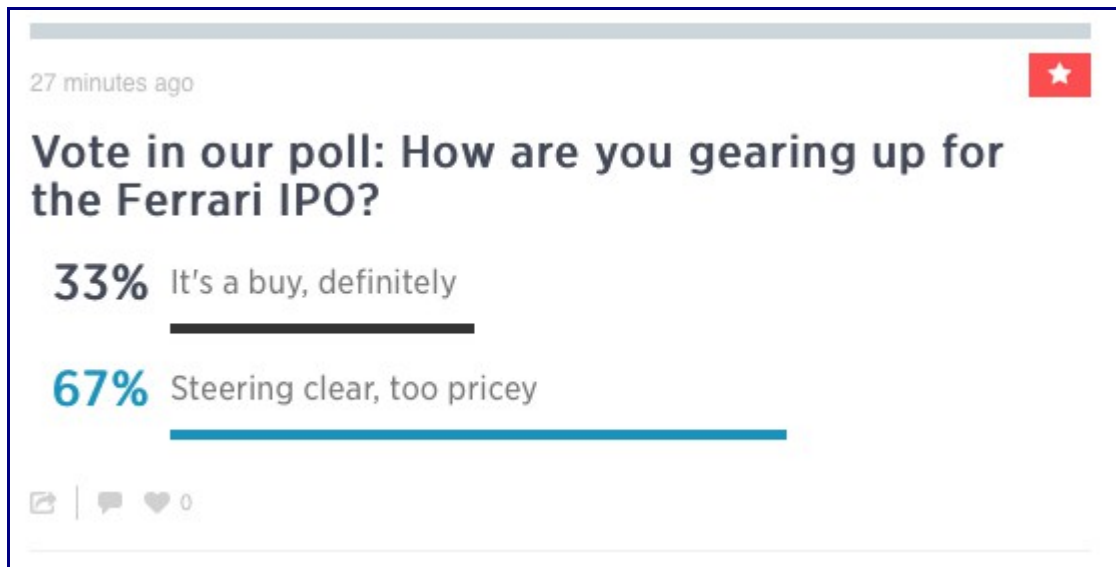 27 minutes ago
Vote in our poll: How are you gearing up for
the Ferrari IPO?
33% It's a buy, definitely
67% Steering clear, too pricey
0